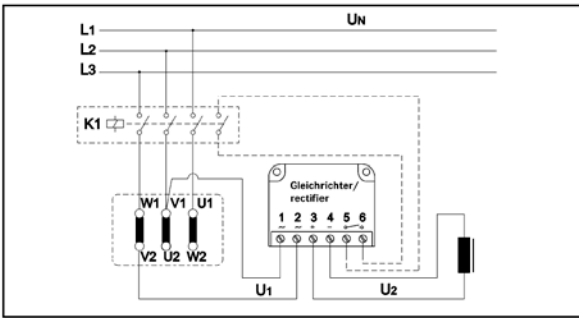 UN
L1
L2
L3
K1
Gleichrichter/
rectifier
W1 V1 U1
1 2 3 4 5 6
~ ~ + −
V2 U2 W2
U1 U2